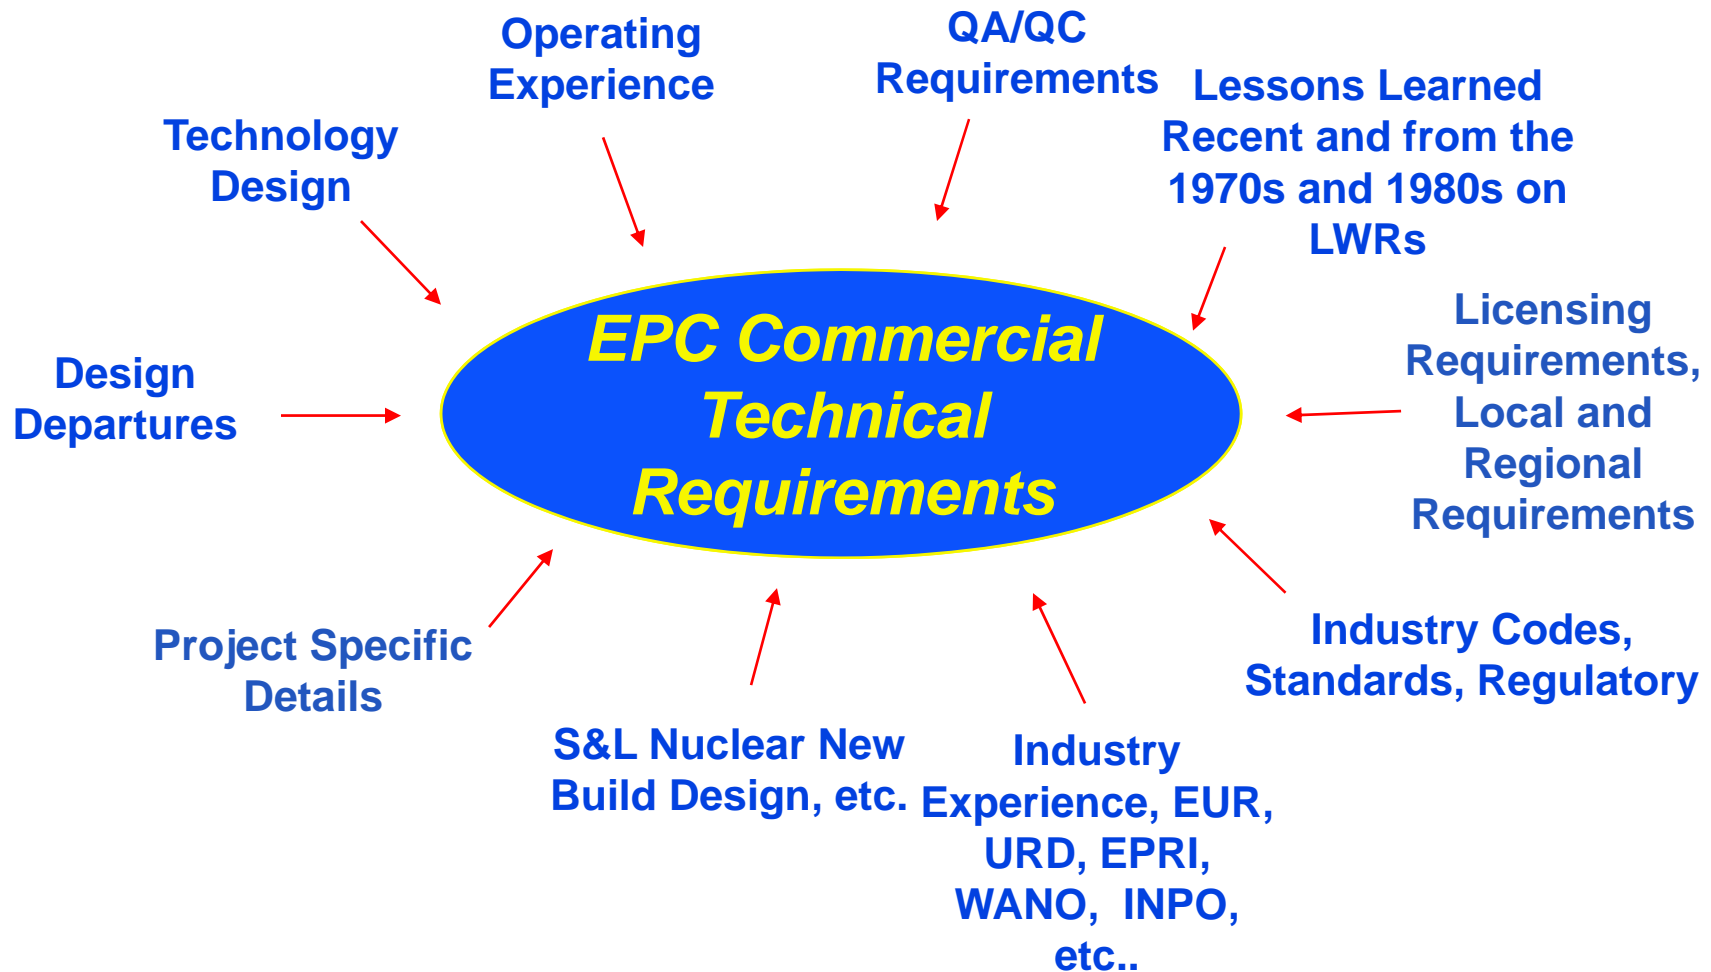 Operating
Experience
QA/QC
Requirements
Lessons Learned
Recent and from the
1970s and 1980s on
LWRs
Technology
Design
Licensing
Requirements,
Local and
Regional
Requirements
EPC Commercial
Technical
Requirements
Design
Departures
Industry Codes,
Standards, Regulatory
Project Specific
Details
S&L Nuclear New
Build Design, etc.
Industry
Experience, EUR,
URD, EPRI,
WANO,  INPO,
etc..